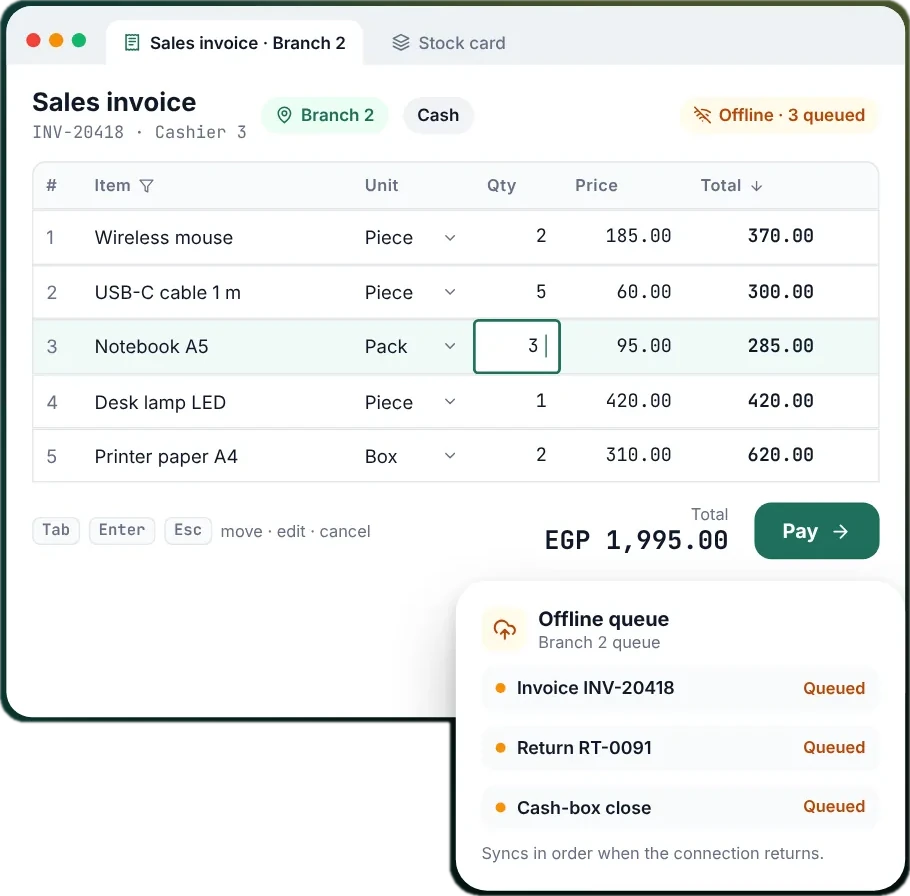 Sales invoice · Branch 2
Stock card
Sales invoice
INV-20418 · Cashier 3
Branch 2
Cash
Offline · 3 queued
# Item Unit Qty Price Total ↓
1 Wireless mouse Piece 2 185.00 370.00
2 USB-C cable 1 m Piece 5 60.00 300.00
3 Notebook A5 Pack 3 95.00 285.00
4 Desk lamp LED Piece 1 420.00 420.00
5 Printer paper A4 Box 2 310.00 620.00
Tab Enter Esc move · edit · cancel
Total
EGP 1,995.00
Pay →
Offline queue
Branch 2 queue
Invoice INV-20418 Queued
Return RT-0091 Queued
Cash-box close Queued
Syncs in order when the connection returns.